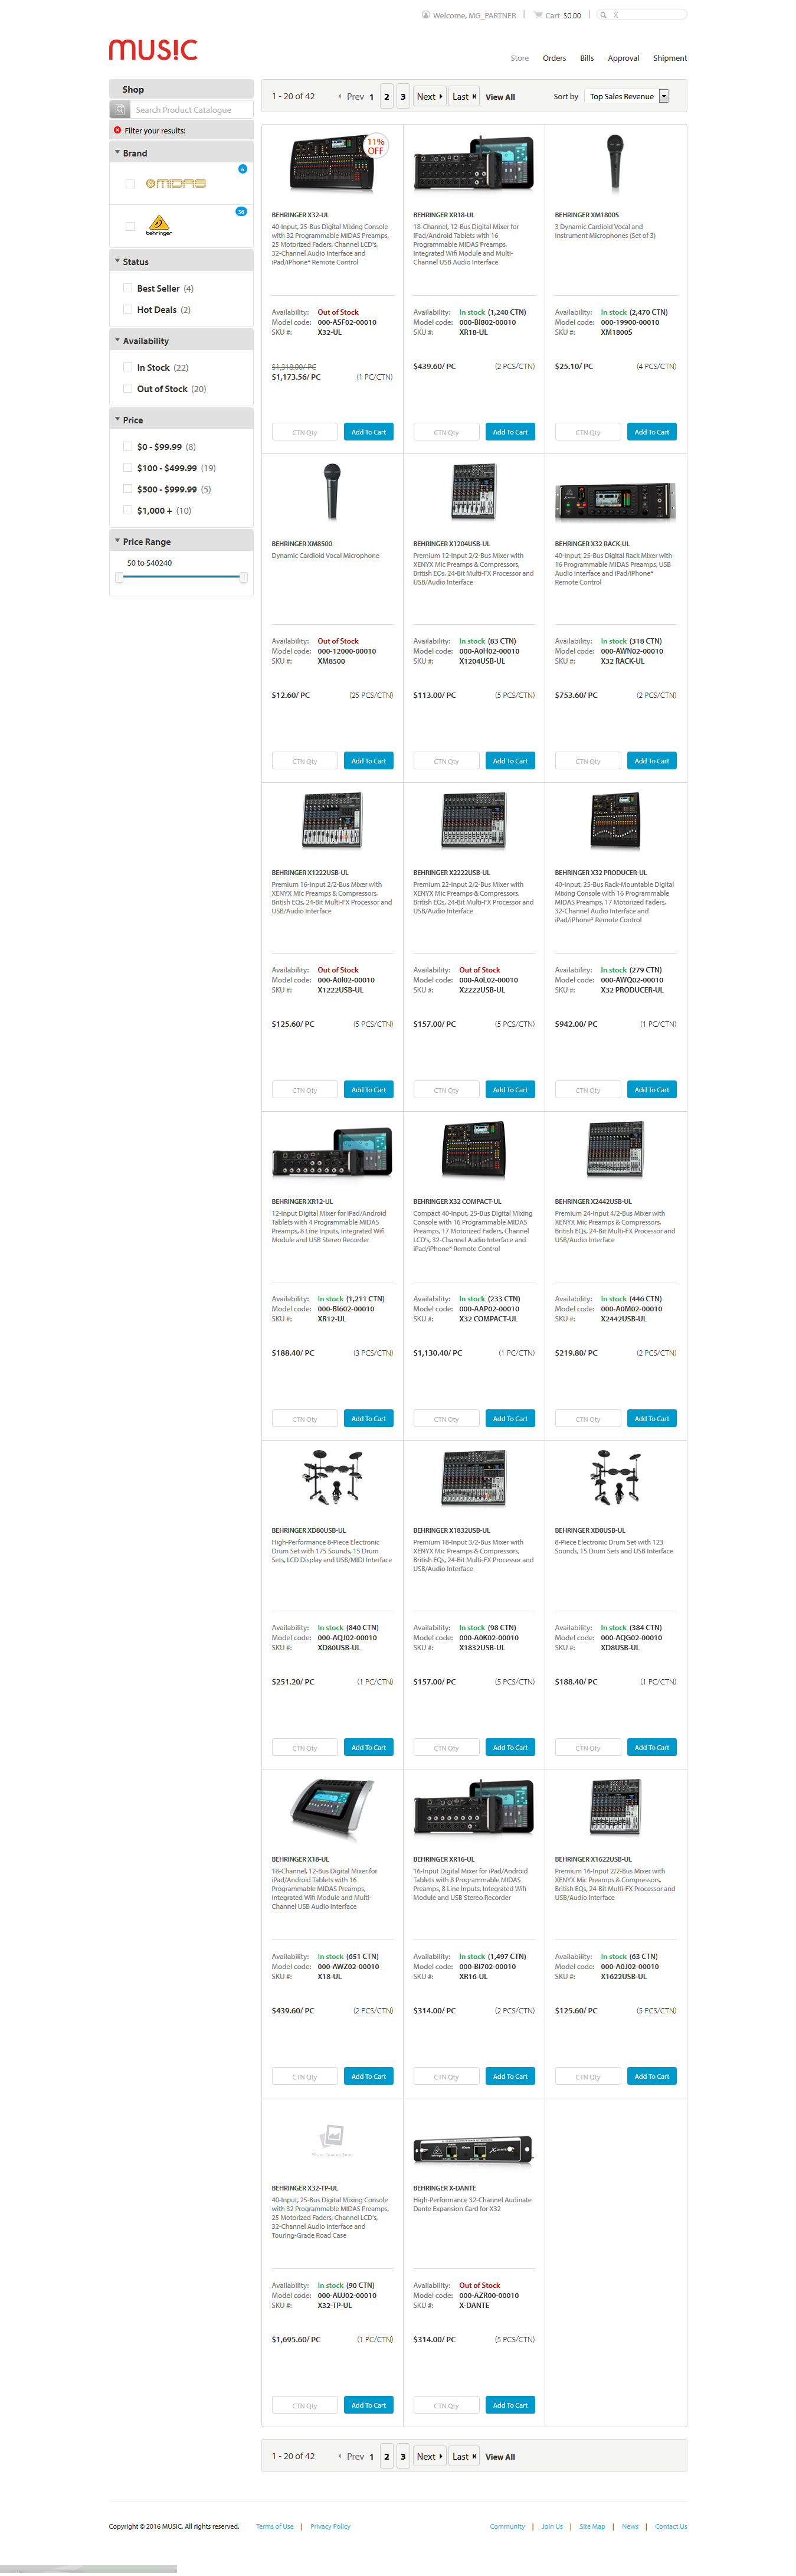 Welcome, MG_PARTNER | Cart $0.00 | X
MUS!C
Store Orders Bills Approval Shipment
Shop
Search Product Catalogue
Filter your results:
Brand
6
MIDAS
36
behringer
Status
Best Seller (4)
Hot Deals (2)
Availability
In Stock (22)
Out of Stock (20)
Price
$0 - $99.99 (8)
$100 - $499.99 (19)
$500 - $999.99 (5)
$1,000 + (10)
Price Range
$0 to $40240
1 - 20 of 42 Prev 1 2 3 Next Last View All Sort by Top Sales Revenue
11%
OFF
BEHRINGER X32-UL
40-Input, 25-Bus Digital Mixing Console
with 32 Programmable MIDAS Preamps,
25 Motorized Faders, Channel LCD's,
32-Channel Audio Interface and
iPad/iPhone* Remote Control
Availability: Out of Stock
Model code: 000-ASF02-00010
SKU #: X32-UL
$1,318.00/ PC
$1,173.56/ PC (1 PC/CTN)
CTN Qty Add To Cart
BEHRINGER XR18-UL
18-Channel, 12-Bus Digital Mixer for
iPad/Android Tablets with 16
Programmable MIDAS Preamps,
Integrated Wifi Module and Multi-
Channel USB Audio Interface
Availability: In stock (1,240 CTN)
Model code: 000-BI802-00010
SKU #: XR18-UL
$439.60/ PC (2 PCS/CTN)
CTN Qty Add To Cart
BEHRINGER XM1800S
3 Dynamic Cardioid Vocal and
Instrument Microphones (Set of 3)
Availability: In stock (2,470 CTN)
Model code: 000-19900-00010
SKU #: XM1800S
$25.10/ PC (4 PCS/CTN)
CTN Qty Add To Cart
BEHRINGER XM8500
Dynamic Cardioid Vocal Microphone
Availability: Out of Stock
Model code: 000-12000-00010
SKU #: XM8500
$12.60/ PC (25 PCS/CTN)
CTN Qty Add To Cart
BEHRINGER X1204USB-UL
Premium 12-Input 2/2-Bus Mixer with
XENYX Mic Preamps & Compressors,
British EQs, 24-Bit Multi-FX Processor and
USB/Audio Interface
Availability: In stock (83 CTN)
Model code: 000-A0H02-00010
SKU #: X1204USB-UL
$113.00/ PC (5 PCS/CTN)
CTN Qty Add To Cart
BEHRINGER X32 RACK-UL
40-Input, 25-Bus Digital Rack Mixer with
16 Programmable MIDAS Preamps, USB
Audio Interface and iPad/iPhone*
Remote Control
Availability: In stock (318 CTN)
Model code: 000-AWN02-00010
SKU #: X32 RACK-UL
$753.60/ PC (2 PCS/CTN)
CTN Qty Add To Cart
BEHRINGER X1222USB-UL
Premium 16-Input 2/2-Bus Mixer with
XENYX Mic Preamps & Compressors,
British EQs, 24-Bit Multi-FX Processor and
USB/Audio Interface
Availability: Out of Stock
Model code: 000-A0I02-00010
SKU #: X1222USB-UL
$125.60/ PC (5 PCS/CTN)
CTN Qty Add To Cart
BEHRINGER X2222USB-UL
Premium 22-Input 2/2-Bus Mixer with
XENYX Mic Preamps & Compressors,
British EQs, 24-Bit Multi-FX Processor and
USB/Audio Interface
Availability: Out of Stock
Model code: 000-A0L02-00010
SKU #: X2222USB-UL
$157.00/ PC (5 PCS/CTN)
CTN Qty Add To Cart
BEHRINGER X32 PRODUCER-UL
40-Input, 25-Bus Rack-Mountable Digital
Mixing Console with 16 Programmable
MIDAS Preamps, 17 Motorized Faders,
32-Channel Audio Interface and
iPad/iPhone* Remote Control
Availability: In stock (279 CTN)
Model code: 000-AWQ02-00010
SKU #: X32 PRODUCER-UL
$942.00/ PC (1 PC/CTN)
CTN Qty Add To Cart
BEHRINGER XR12-UL
12-Input Digital Mixer for iPad/Android
Tablets with 4 Programmable MIDAS
Preamps, 8 Line Inputs, Integrated Wifi
Module and USB Stereo Recorder
Availability: In stock (1,211 CTN)
Model code: 000-BI602-00010
SKU #: XR12-UL
$188.40/ PC (3 PCS/CTN)
CTN Qty Add To Cart
BEHRINGER X32 COMPACT-UL
Compact 40-Input, 25-Bus Digital Mixing
Console with 16 Programmable MIDAS
Preamps, 17 Motorized Faders, Channel
LCD's, 32-Channel Audio Interface and
iPad/iPhone* Remote Control
Availability: In stock (233 CTN)
Model code: 000-AAP02-00010
SKU #: X32 COMPACT-UL
$1,130.40/ PC (1 PC/CTN)
CTN Qty Add To Cart
BEHRINGER X2442USB-UL
Premium 24-Input 4/2-Bus Mixer with
XENYX Mic Preamps & Compressors,
British EQs, 24-Bit Multi-FX Processor and
USB/Audio Interface
Availability: In stock (446 CTN)
Model code: 000-A0M02-00010
SKU #: X2442USB-UL
$219.80/ PC (2 PCS/CTN)
CTN Qty Add To Cart
BEHRINGER XD80USB-UL
High-Performance 8-Piece Electronic
Drum Set with 175 Sounds, 15 Drum
Sets, LCD Display and USB/MIDI Interface
Availability: In stock (840 CTN)
Model code: 000-AQJ02-00010
SKU #: XD80USB-UL
$251.20/ PC (1 PC/CTN)
CTN Qty Add To Cart
BEHRINGER X1832USB-UL
Premium 18-Input 3/2-Bus Mixer with
XENYX Mic Preamps & Compressors,
British EQs, 24-Bit Multi-FX Processor and
USB/Audio Interface
Availability: In stock (98 CTN)
Model code: 000-A0K02-00010
SKU #: X1832USB-UL
$157.00/ PC (5 PCS/CTN)
CTN Qty Add To Cart
BEHRINGER XD8USB-UL
8-Piece Electronic Drum Set with 123
Sounds, 15 Drum Sets and USB Interface
Availability: In stock (384 CTN)
Model code: 000-AQG02-00010
SKU #: XD8USB-UL
$188.40/ PC (1 PC/CTN)
CTN Qty Add To Cart
BEHRINGER X18-UL
18-Channel, 12-Bus Digital Mixer for
iPad/Android Tablets with 16
Programmable MIDAS Preamps,
Integrated Wifi Module and Multi-
Channel USB Audio Interface
Availability: In stock (651 CTN)
Model code: 000-AWZ02-00010
SKU #: X18-UL
$439.60/ PC (2 PCS/CTN)
CTN Qty Add To Cart
BEHRINGER XR16-UL
16-Input Digital Mixer for iPad/Android
Tablets with 8 Programmable MIDAS
Preamps, 8 Line Inputs, Integrated Wifi
Module and USB Stereo Recorder
Availability: In stock (1,497 CTN)
Model code: 000-BI702-00010
SKU #: XR16-UL
$314.00/ PC (2 PCS/CTN)
CTN Qty Add To Cart
BEHRINGER X1622USB-UL
Premium 16-Input 2/2-Bus Mixer with
XENYX Mic Preamps & Compressors,
British EQs, 24-Bit Multi-FX Processor and
USB/Audio Interface
Availability: In stock (63 CTN)
Model code: 000-A0J02-00010
SKU #: X1622USB-UL
$125.60/ PC (5 PCS/CTN)
CTN Qty Add To Cart
Photo Coming Soon
BEHRINGER X32-TP-UL
40-Input, 25-Bus Digital Mixing Console
with 32 Programmable MIDAS Preamps,
25 Motorized Faders, Channel LCD's,
32-Channel Audio Interface and
Touring-Grade Road Case
Availability: In stock (90 CTN)
Model code: 000-AUJ02-00010
SKU #: X32-TP-UL
$1,695.60/ PC (1 PC/CTN)
CTN Qty Add To Cart
BEHRINGER X-DANTE
High-Performance 32-Channel Audinate
Dante Expansion Card for X32
Availability: Out of Stock
Model code: 000-AZR00-00010
SKU #: X-DANTE
$314.00/ PC (5 PCS/CTN)
CTN Qty Add To Cart
1 - 20 of 42 Prev 1 2 3 Next Last View All
Copyright © 2016 MUSIC. All rights reserved. Terms of Use | Privacy Policy Community | Join Us | Site Map | News | Contact Us